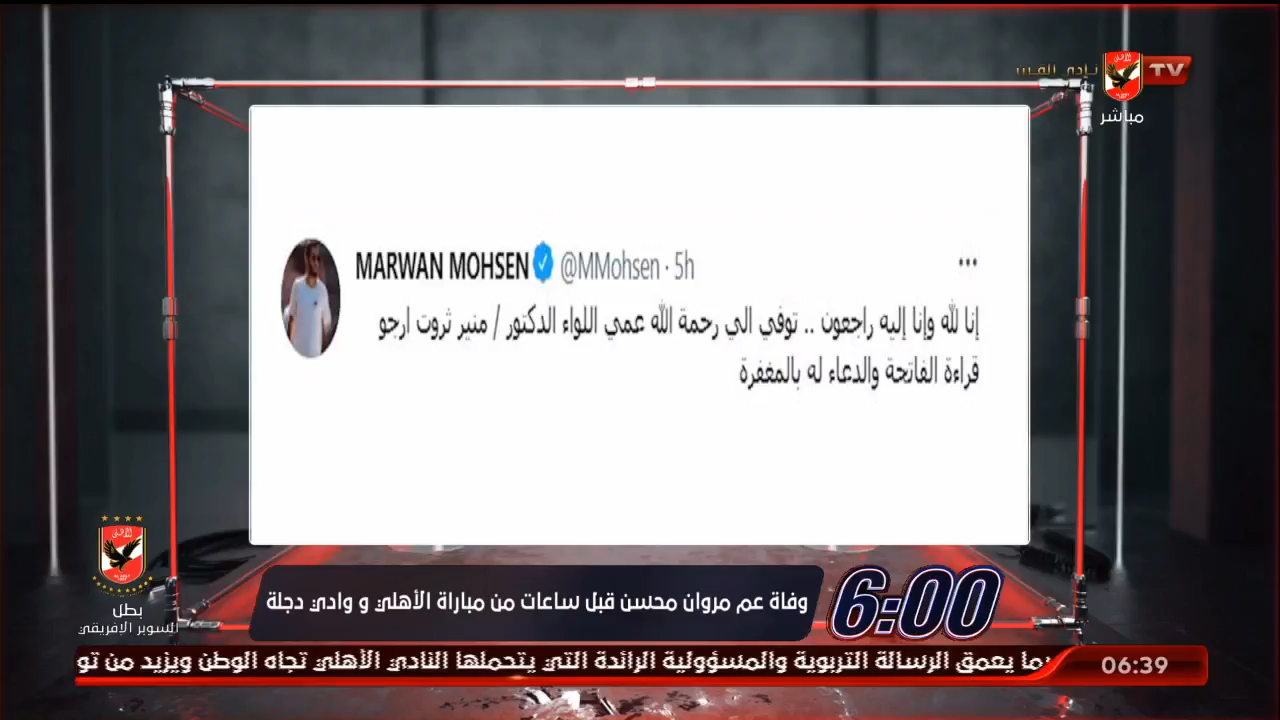 نادي القرن
TV
مباشر
MARWAN MOHSEN @MMohsen · 5h
إنا لله وإنا إليه راجعون .. توفي الي رحمة الله عمي اللواء الدكتور / منير ثروت ارجو
قراءة الفاتحة والدعاء له بالمغفرة
بطل
السوبر الإفريقي
وفاة عم مروان محسن قبل ساعات من مباراة الأهلي و وادي دجلة
6:00
بما يعمق الرسالة التربوية والمسؤولية الرائدة التي يتحملها النادي الأهلي تجاه الوطن ويزيد من تو
06:39